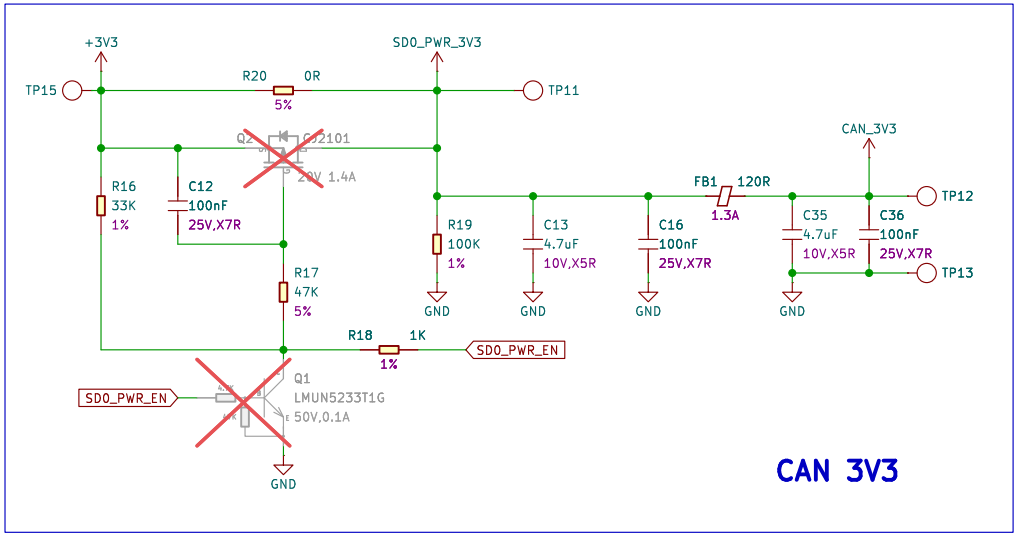 +3V3
SD0_PWR_3V3
TP15
R20 0R
5%
TP11
Q2 CJ2101
20V 1.4A
CAN_3V3
R16
33K
1%
C12
100nF
25V,X7R
FB1 120R
1.3A
TP12
R19
100K
1%
C13
4.7uF
10V,X5R
C16
100nF
25V,X7R
C35
4.7uF
10V,X5R
C36
100nF
25V,X7R
TP13
GND
GND
GND
GND
R17
47K
5%
R18 1K
1%
SD0_PWR_EN
Q1
LMUN5233T1G
50V,0.1A
SD0_PWR_EN
E
GND
CAN 3V3